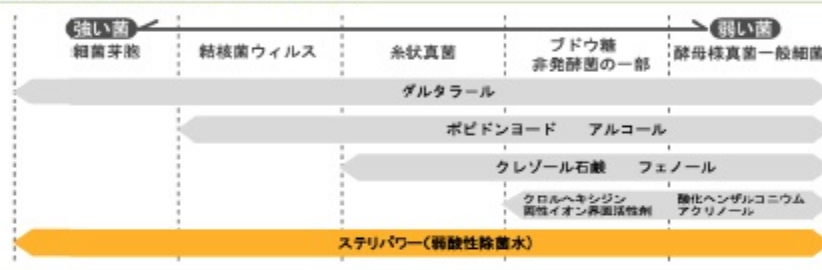 強い菌 弱い菌
細菌芽胞 結核菌ウィルス 糸状真菌 ブドウ糖 酵母様真菌一般細菌
非発酵菌の一部
ダルタラール
ポビドンヨード アルコール
クレゾール石鹸 フェノール
クロルヘキシジン 酸化ヘンザルコニウム
両性イオン界面活性剤 アクリノール
ステリパワー(弱酸性除菌水)